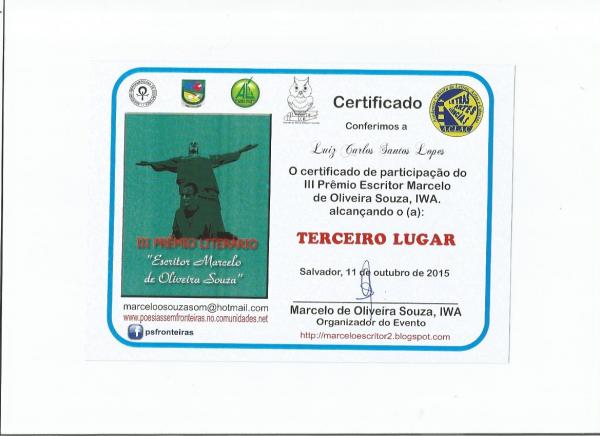 Certificado
Conferimos a
Luiz Carlos Santos Lopes
O certificado de participação do
III Prêmio Escritor Marcelo
de Oliveira Souza, IWA.
alcançando o (a):
TERCEIRO LUGAR
Salvador, 11 de outubro de 2015
Marcelo de Oliveira Souza, IWA
Organizador do Evento
http://marceloescritor2.blogspot.com
III PRÊMIO LITERÁRIO
"Escritor Marcelo
de Oliveira Souza"
marceloosouzasom@hotmail.com
www.poesiassemfronteiras.no.comunidades.net
psfronteiras
LETRAS ARTES
CIÊNCIAS
ACLAC